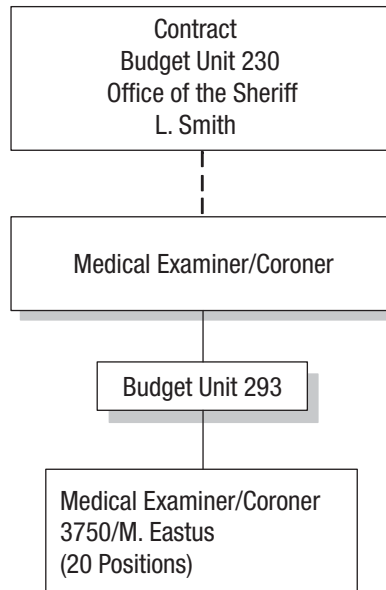 Contract
Budget Unit 230
Office of the Sheriff
L. Smith
Medical Examiner/Coroner
Budget Unit 293
Medical Examiner/Coroner
3750/M. Eastus
(20 Positions)